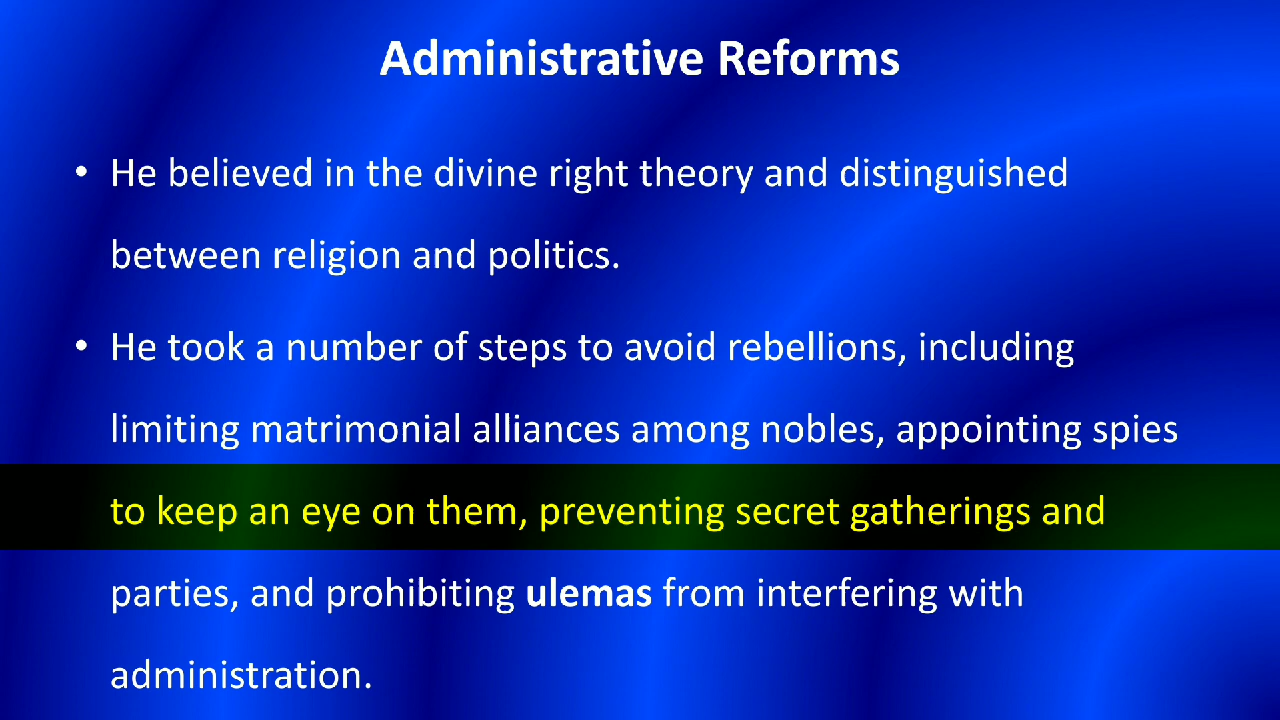 Administrative Reforms
• He believed in the divine right theory and distinguished
between religion and politics.
• He took a number of steps to avoid rebellions, including
limiting matrimonial alliances among nobles, appointing spies
to keep an eye on them, preventing secret gatherings and
parties, and prohibiting ulemas from interfering with
administration.